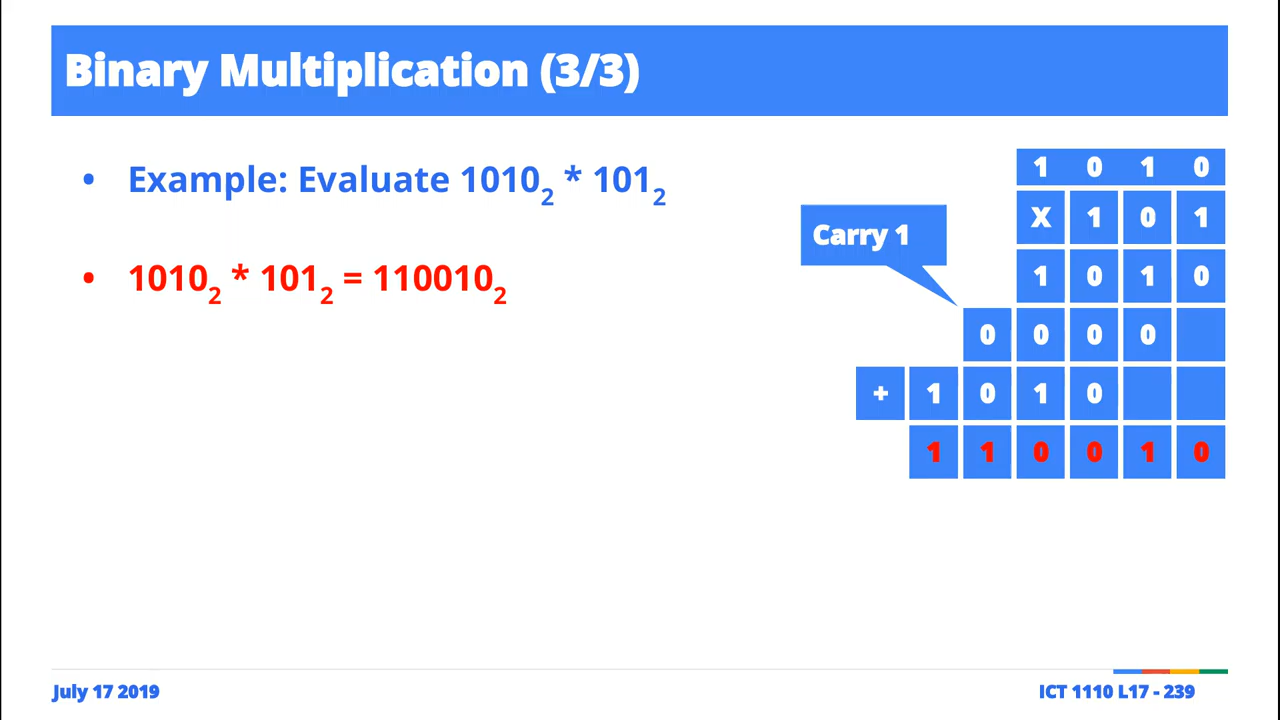 Binary Multiplication (3/3)
• Example: Evaluate 1010₂ * 101₂
• 1010₂ * 101₂ = 110010₂
Carry 1
1 0 1 0
X 1 0 1
1 0 1 0
0 0 0 0
+ 1 0 1 0
1 1 0 0 1 0
July 17 2019
ICT 1110 L17 - 239